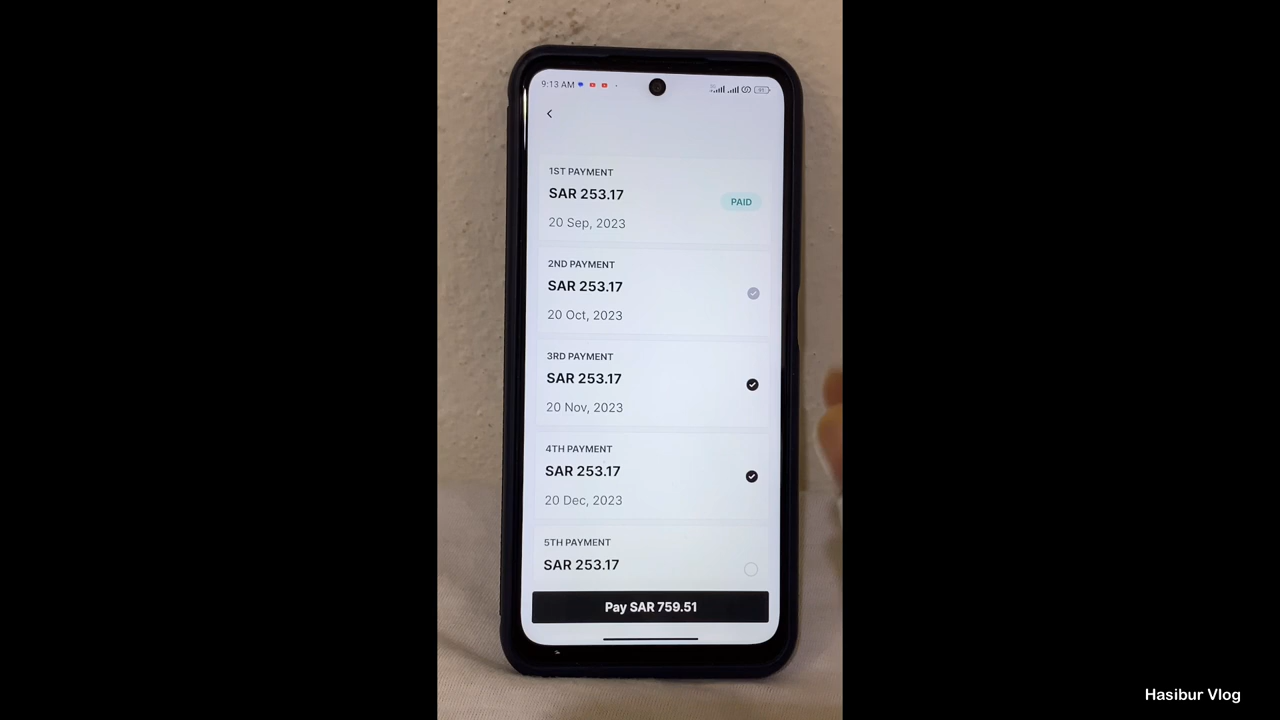 9:13 AM
1ST PAYMENT
SAR 253.17
PAID
20 Sep, 2023
2ND PAYMENT
SAR 253.17
20 Oct, 2023
3RD PAYMENT
SAR 253.17
20 Nov, 2023
4TH PAYMENT
SAR 253.17
20 Dec, 2023
5TH PAYMENT
SAR 253.17
Pay SAR 759.51
Hasibur Vlog